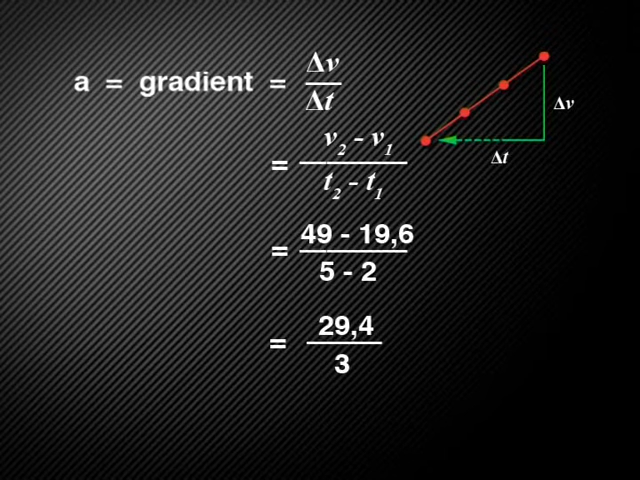 a = gradient = Δv
Δt
= v₂ - v₁
t₂ - t₁
= 49 - 19,6
5 - 2
= 29,4
3
Δv
Δt